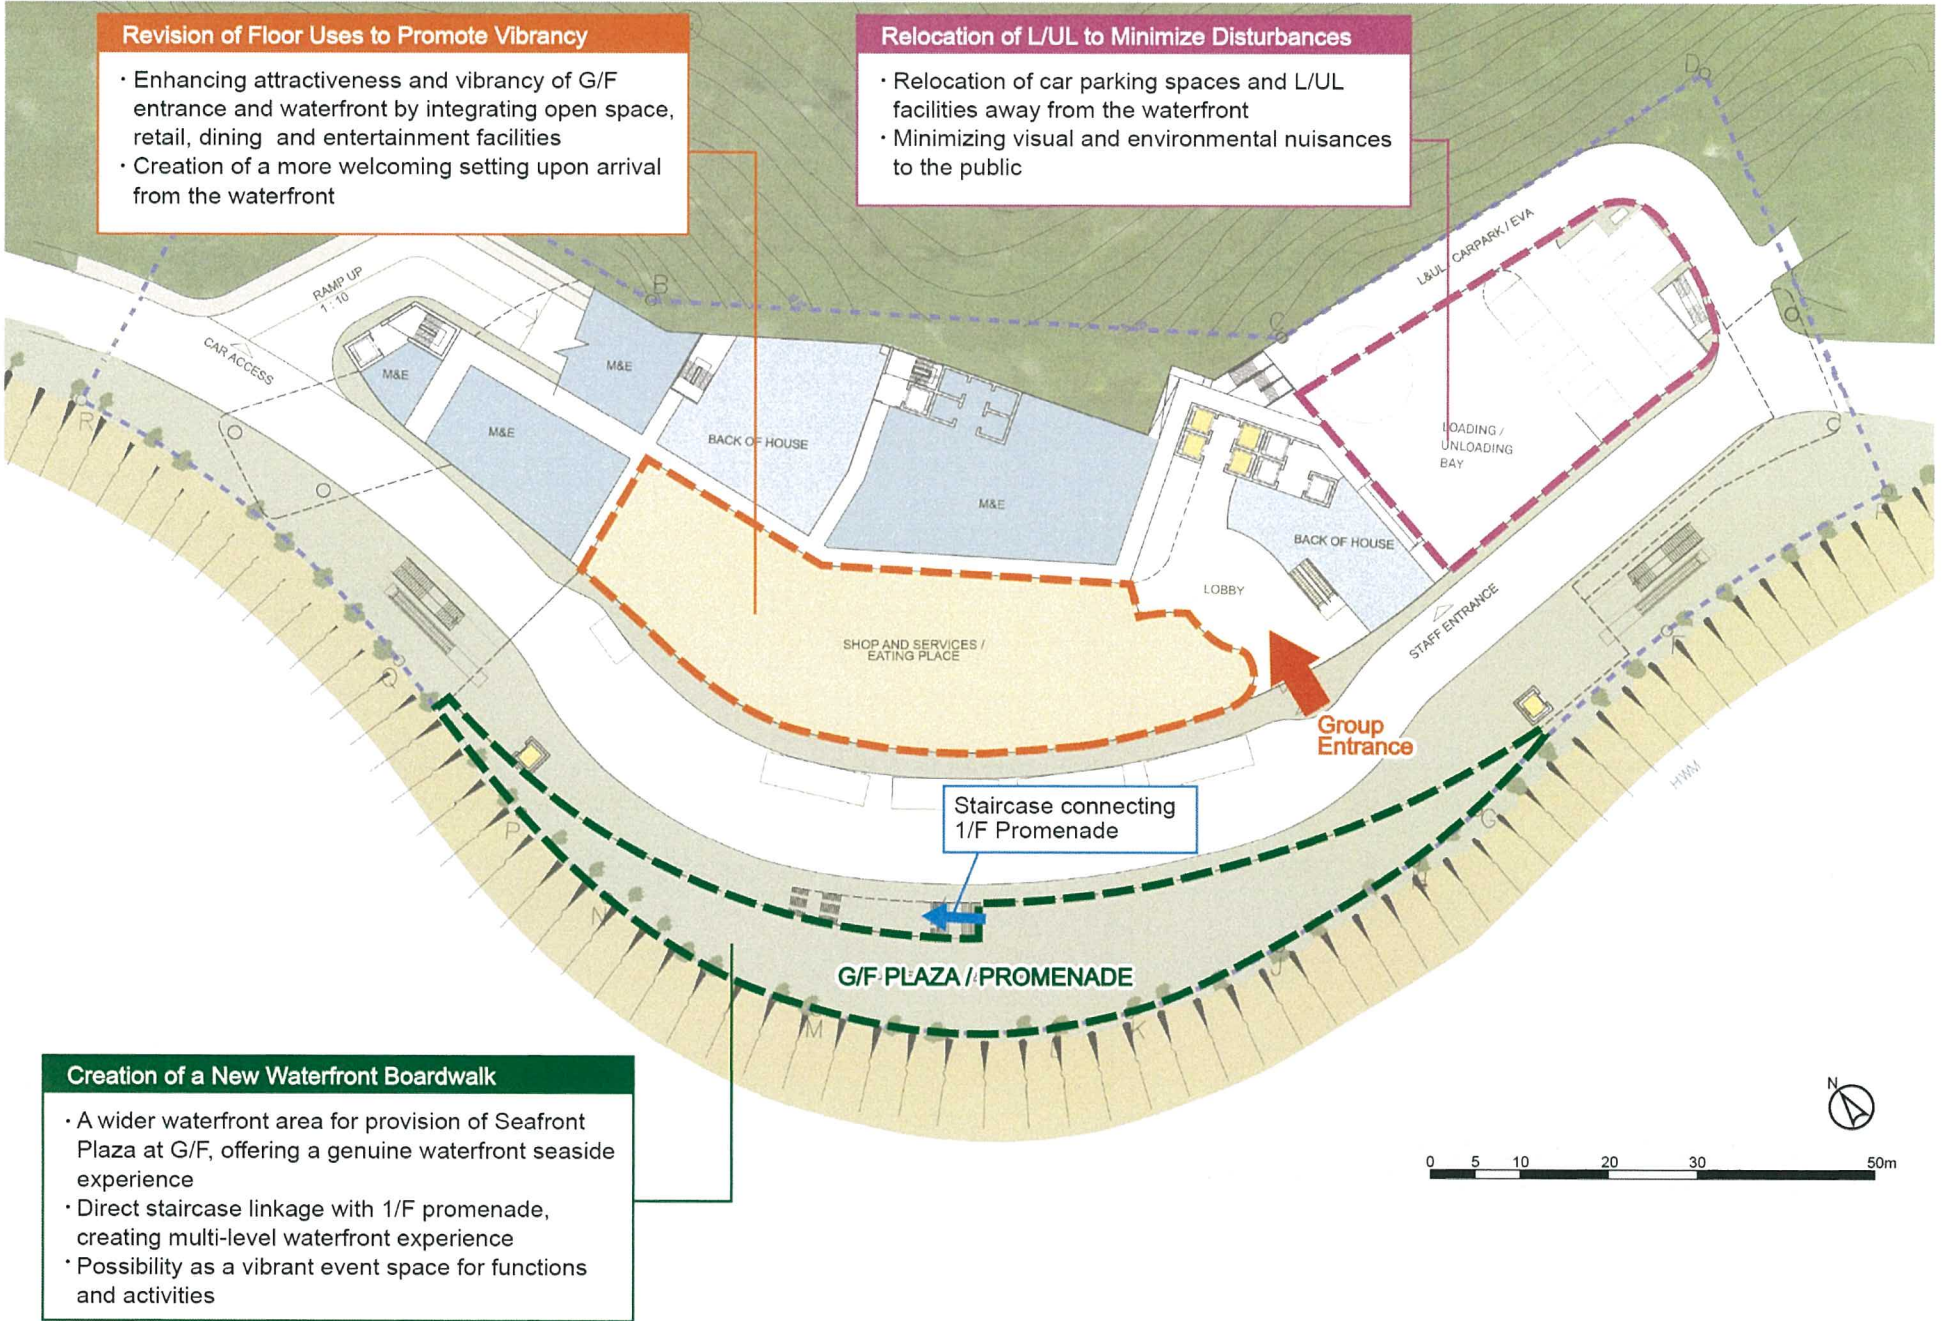 Revision of Floor Uses to Promote Vibrancy
· Enhancing attractiveness and vibrancy of G/F
entrance and waterfront by integrating open space,
retail, dining and entertainment facilities
· Creation of a more welcoming setting upon arrival
from the waterfront
Relocation of L/UL to Minimize Disturbances
· Relocation of car parking spaces and L/UL
facilities away from the waterfront
· Minimizing visual and environmental nuisances
to the public
D
L&UL CARPARK / EVA
RAMP UP
1 : 10
B
C
CAR ACCESS
M&E
M&E
M&E
BACK OF HOUSE
M&E
LOADING /
UNLOADING
BAY
R
BACK OF HOUSE
LOBBY
STAFF ENTRANCE
SHOP AND SERVICES /
EATING PLACE
Q
Group
Entrance
HWM
Staircase connecting
1/F Promenade
P
G
N
J
G/F PLAZA / PROMENADE
M
L
K
Creation of a New Waterfront Boardwalk
· A wider waterfront area for provision of Seafront
Plaza at G/F, offering a genuine waterfront seaside
experience
· Direct staircase linkage with 1/F promenade,
creating multi-level waterfront experience
· Possibility as a vibrant event space for functions
and activities
N
0 5 10 20 30 50m